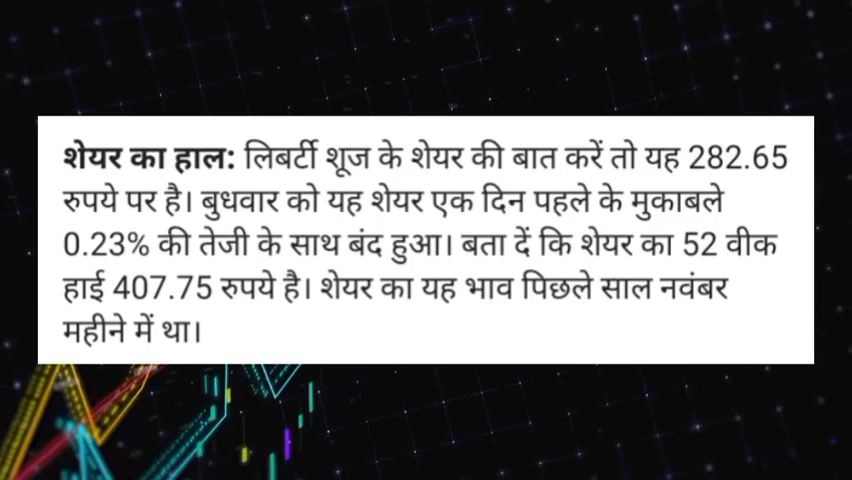 शेयर का हाल: लिबर्टी शूज के शेयर की बात करें तो यह 282.65
रुपये पर है। बुधवार को यह शेयर एक दिन पहले के मुकाबले
0.23% की तेजी के साथ बंद हुआ। बता दें कि शेयर का 52 वीक
हाई 407.75 रुपये है। शेयर का यह भाव पिछले साल नवंबर
महीने में था।